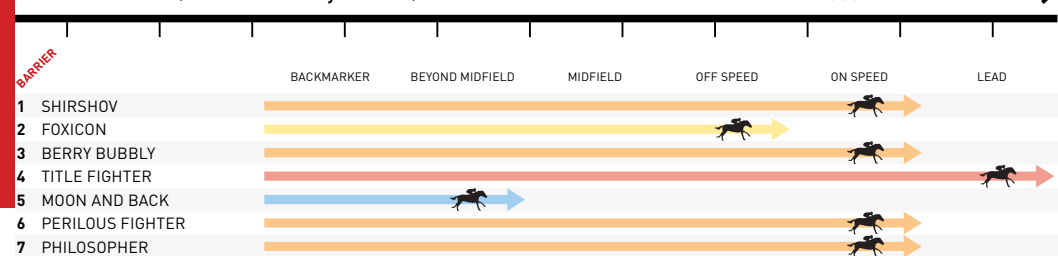 BARRIER
BACKMARKER BEYOND MIDFIELD MIDFIELD OFF SPEED ON SPEED LEAD
1 SHIRSHOV
2 FOXICON
3 BERRY BUBBLY
4 TITLE FIGHTER
5 MOON AND BACK
6 PERILOUS FIGHTER
7 PHILOSOPHER